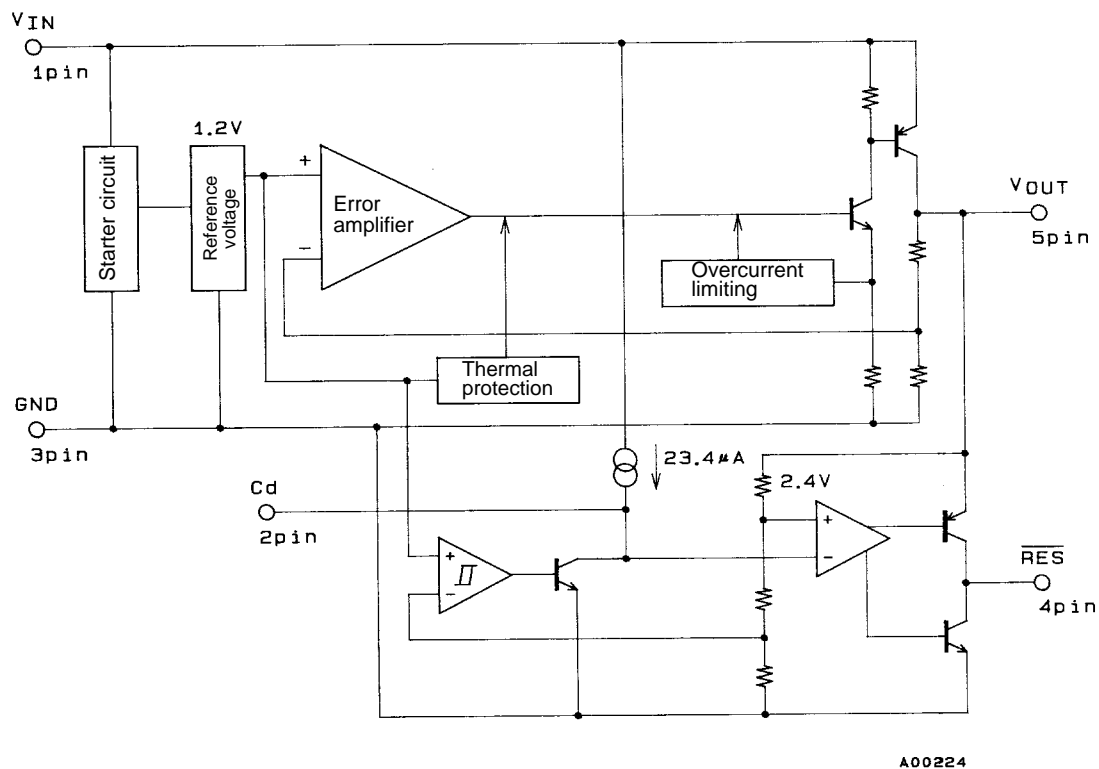 VIN
1pin
1.2V
Starter circuit
Reference
voltage
+
−
Error
amplifier
VOUT
5pin
Overcurrent
limiting
Thermal
protection
GND
3pin
23.4μA
Cd
2pin
2.4V
+
−
+
−
RES
4pin
A00224